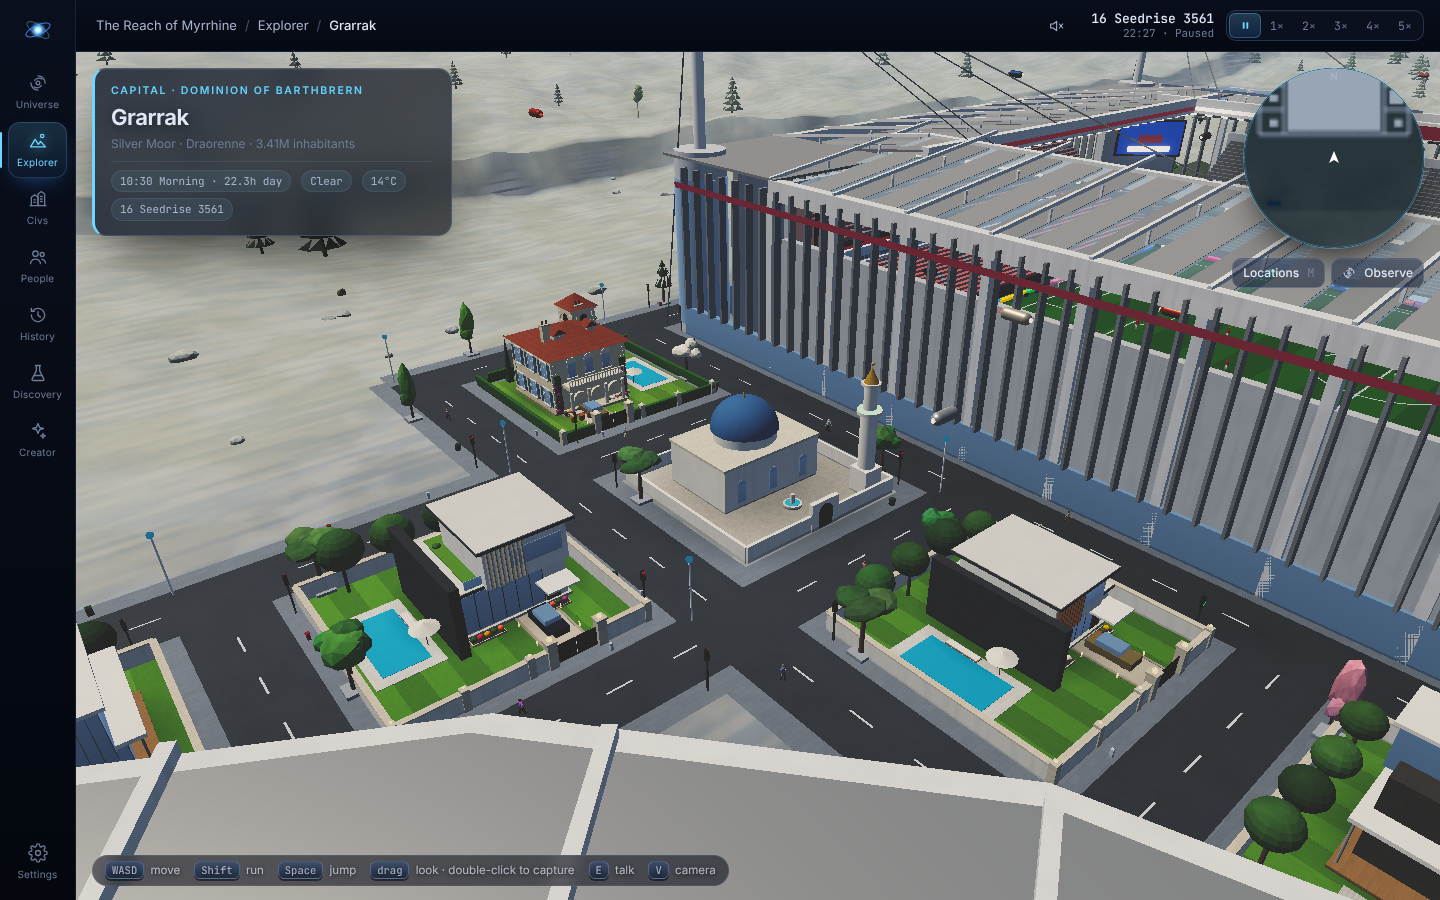 The Reach of Myrrhine / Explorer / Grarrak
16 Seedrise 3561
22:27 · Paused
1×
2×
3×
4×
5×
Universe
Explorer
Civs
People
History
Discovery
Creator
Settings
CAPITAL · DOMINION OF BARTHBRERN
Grarrak
Silver Moor · Draorenne · 3.41M inhabitants
10:30 Morning · 22.3h day
Clear
14°C
16 Seedrise 3561
N
Locations M
Observe
WASD move
Shift run
Space jump
drag look · double-click to capture
E talk
V camera